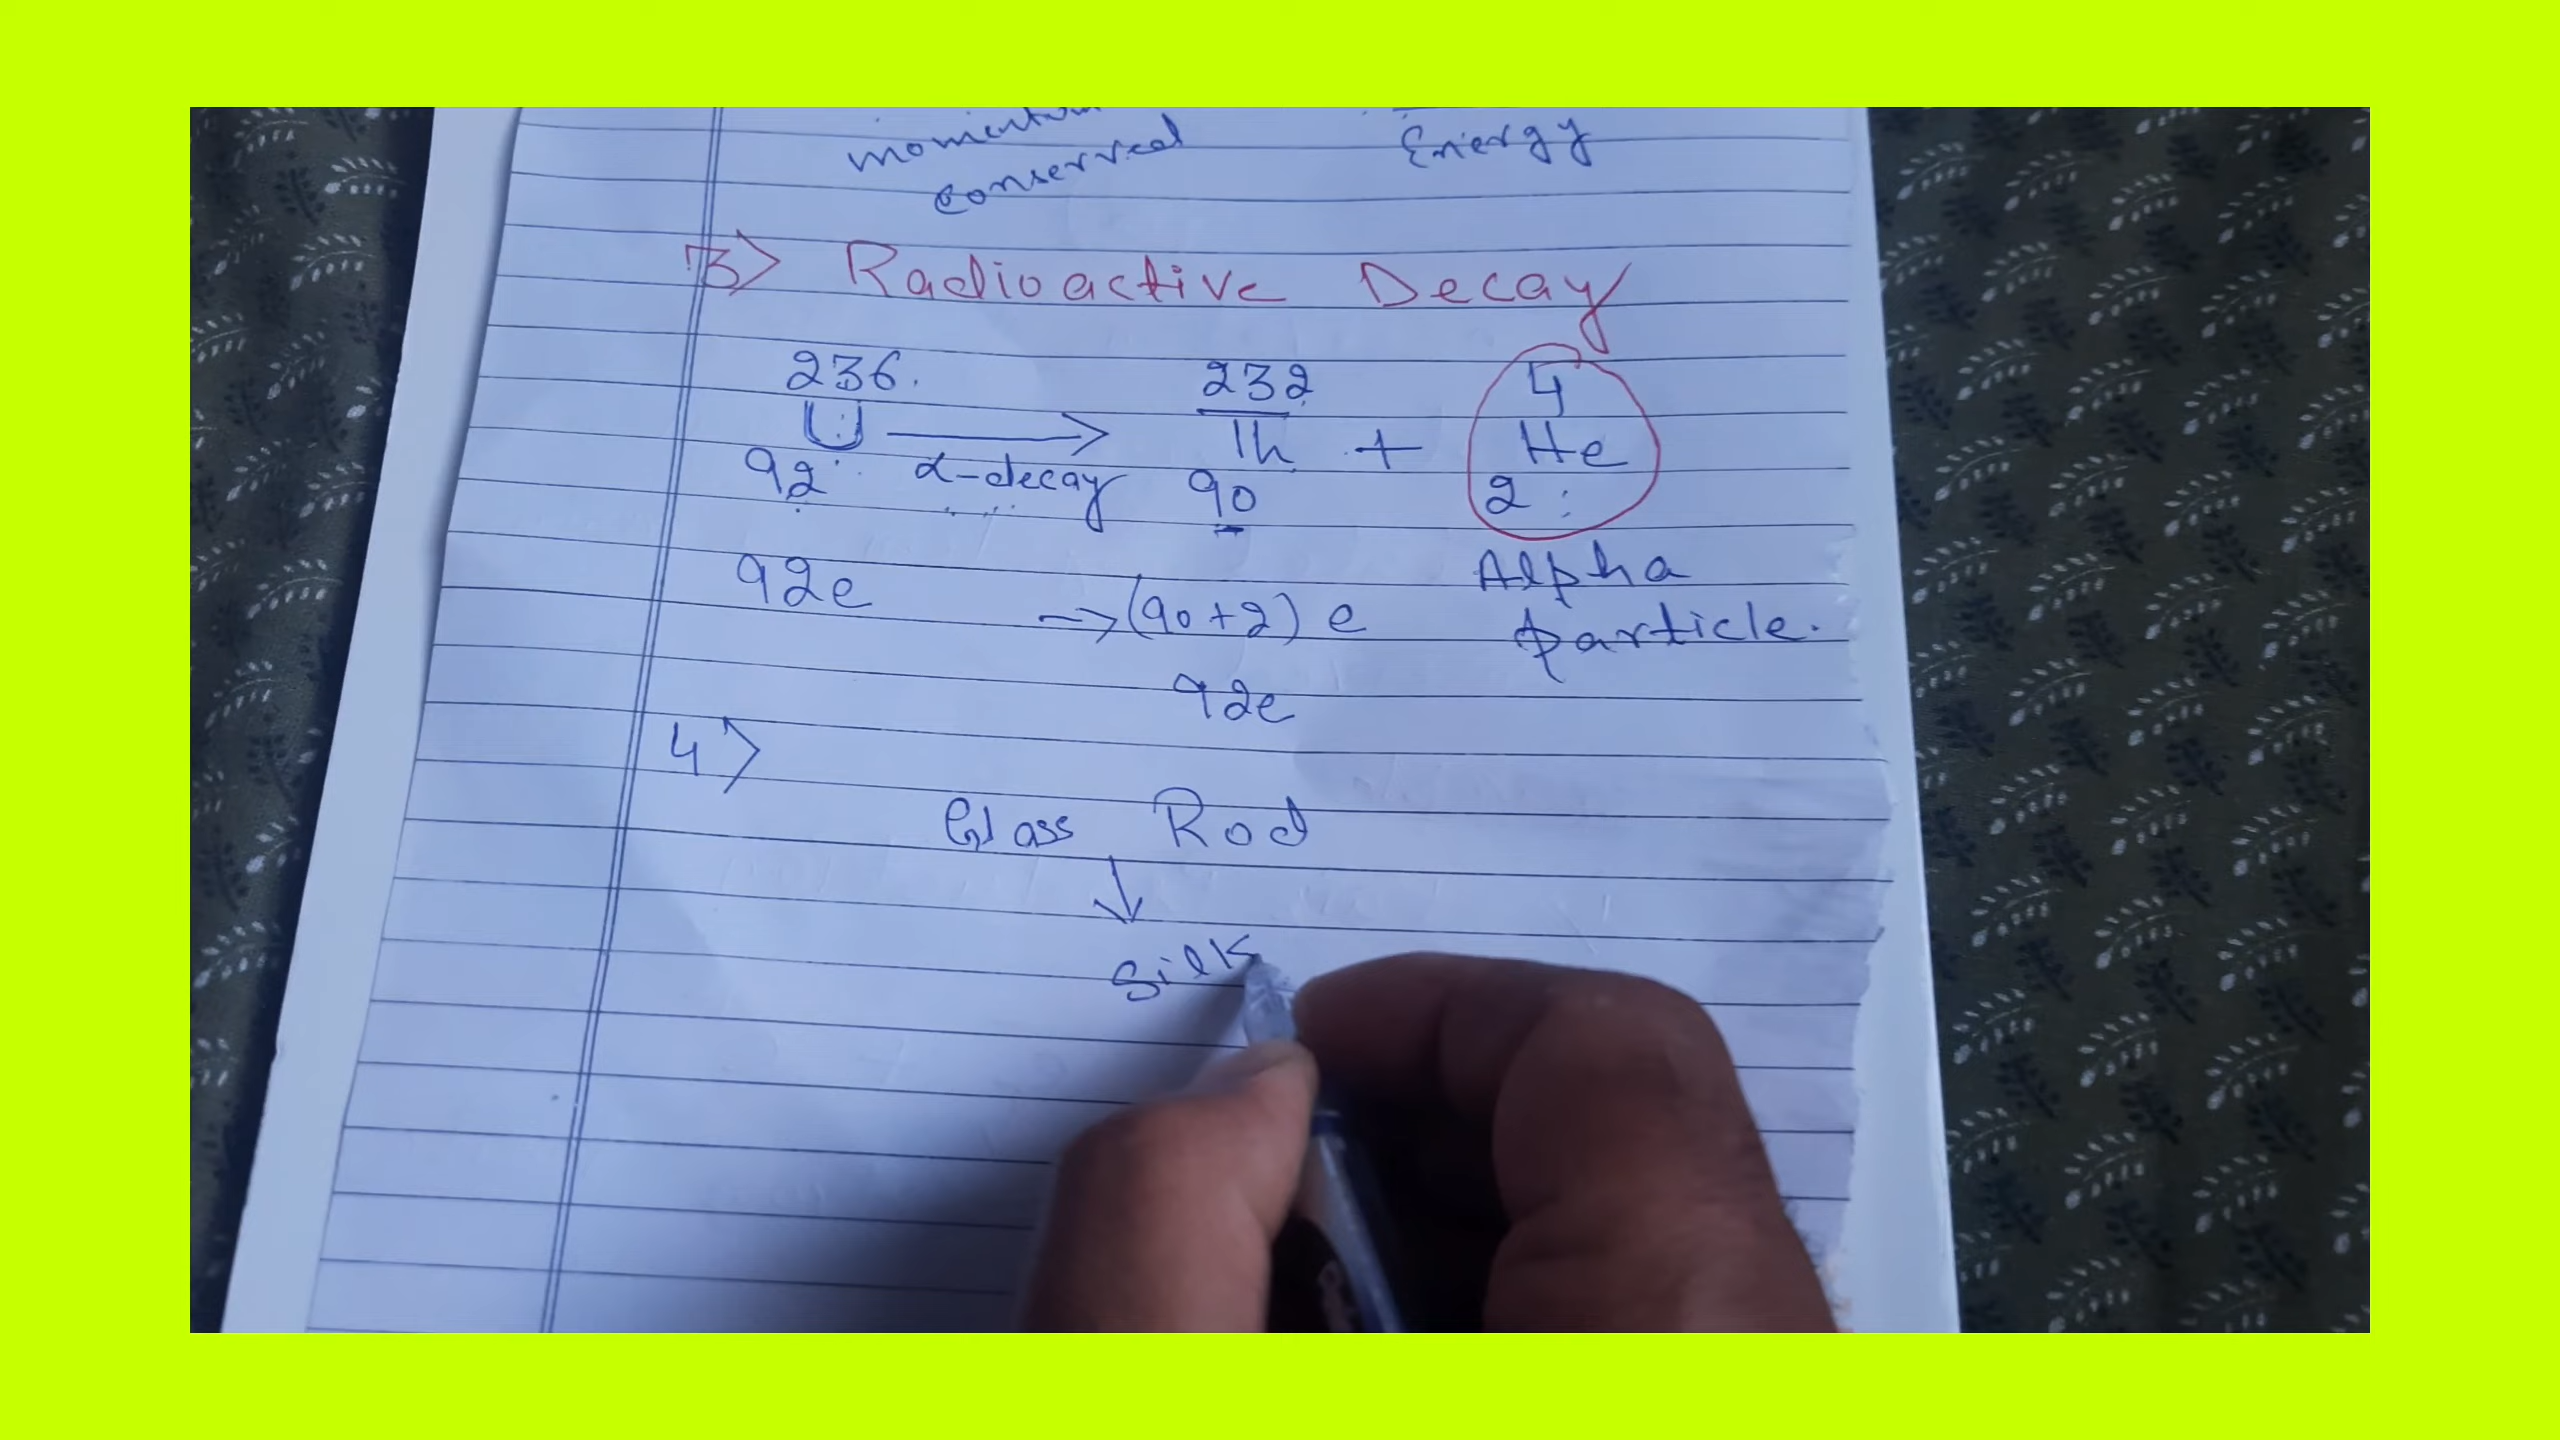 momentum
conserved
Energy
3> Radioactive Decay
236. 232 4
U → Th + He
92 α-decay 90 2
92e → (90+2) e
Alpha
particle.
92e
4>
Glass Rod
↓
Silk